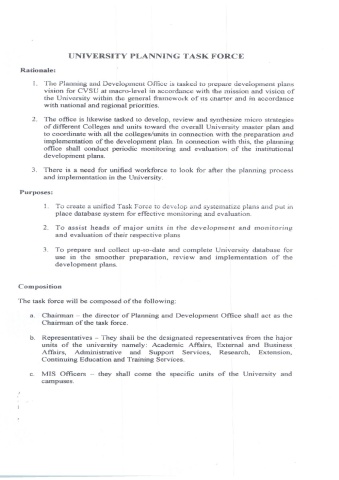 UNIVERSITY PLANNING TASK FORCE
Rationale:
1. The Planning and Development Office is tasked to prepare development plans
vision for CVSU at macro-level in accordance with the mission and vision of
the University within the general framework of its charter and in accordance
with national and regional priorities.
2. The office is likewise tasked to develop, review and synthesize micro strategies
of different Colleges and units toward the overall University master plan and
to coordinate with all the colleges/units in connection with the preparation and
implementation of the development plan. In connection with this, the planning
office shall conduct periodic monitoring and evaluation of the institutional
development plans.
3. There is a need for unified workforce to look for after the planning process
and implementation in the University.
Purposes:
1. To create a unified Task Force to develop and systematize plans and put in
place database system for effective monitoring and evaluation.
2. To assist heads of major units in the development and monitoring
and evaluation of their respective plans
3. To prepare and collect up-so-date and complete University database for
use in the smoother preparation, review and implementation of the
development plans.
Composition
The task force will be composed of the following:
a. Chairman – the director of Planning and Development Office shall act as the
Chairman of the task force.
b. Representatives – They shall be the designated representatives from the major
units of the university namely: Academic Affairs, External and Business
Affairs, Administrative and Support Services, Research, Extension,
Continuing Education and Training Services.
c. MIS Officers – they shall come the specific units of the University and
campuses.